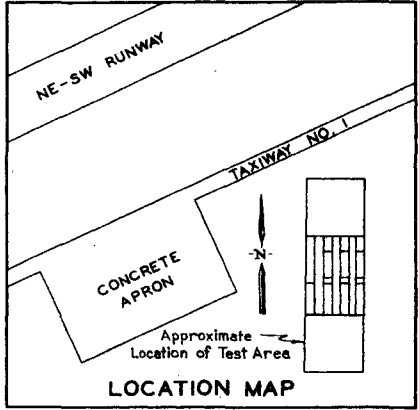 NE-SW RUNWAY
TAXIWAY NO. 1
-N-
CONCRETE
APRON
Approximate
Location of Test Area
LOCATION MAP